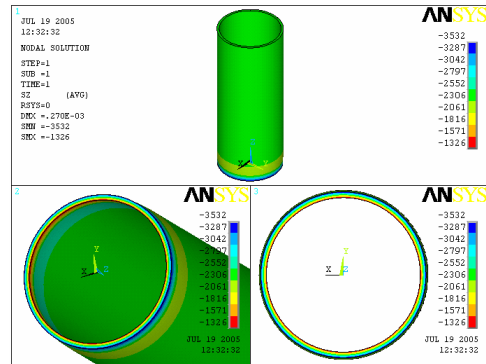 1
JUL 19 2005
12:32:32
NODAL SOLUTION
STEP=1
SUB =1
TIME=1
SZ (AVG)
RSYS=0
DMX =.270E-03
SMN =-3532
SMX =-1326
ANSYS
-3532
-3287
-3042
-2797
-2552
-2306
-2061
-1816
-1571
-1326
X
Y
Z
2
ANSYS
-3532
-3287
-3042
-2797
-2552
-2306
-2061
-1816
-1571
-1326
Y
X
Z
JUL 19 2005
12:32:32
3
ANSYS
-3532
-3287
-3042
-2797
-2552
-2306
-2061
-1816
-1571
-1326
Y
X
Z
JUL 19 2005
12:32:32